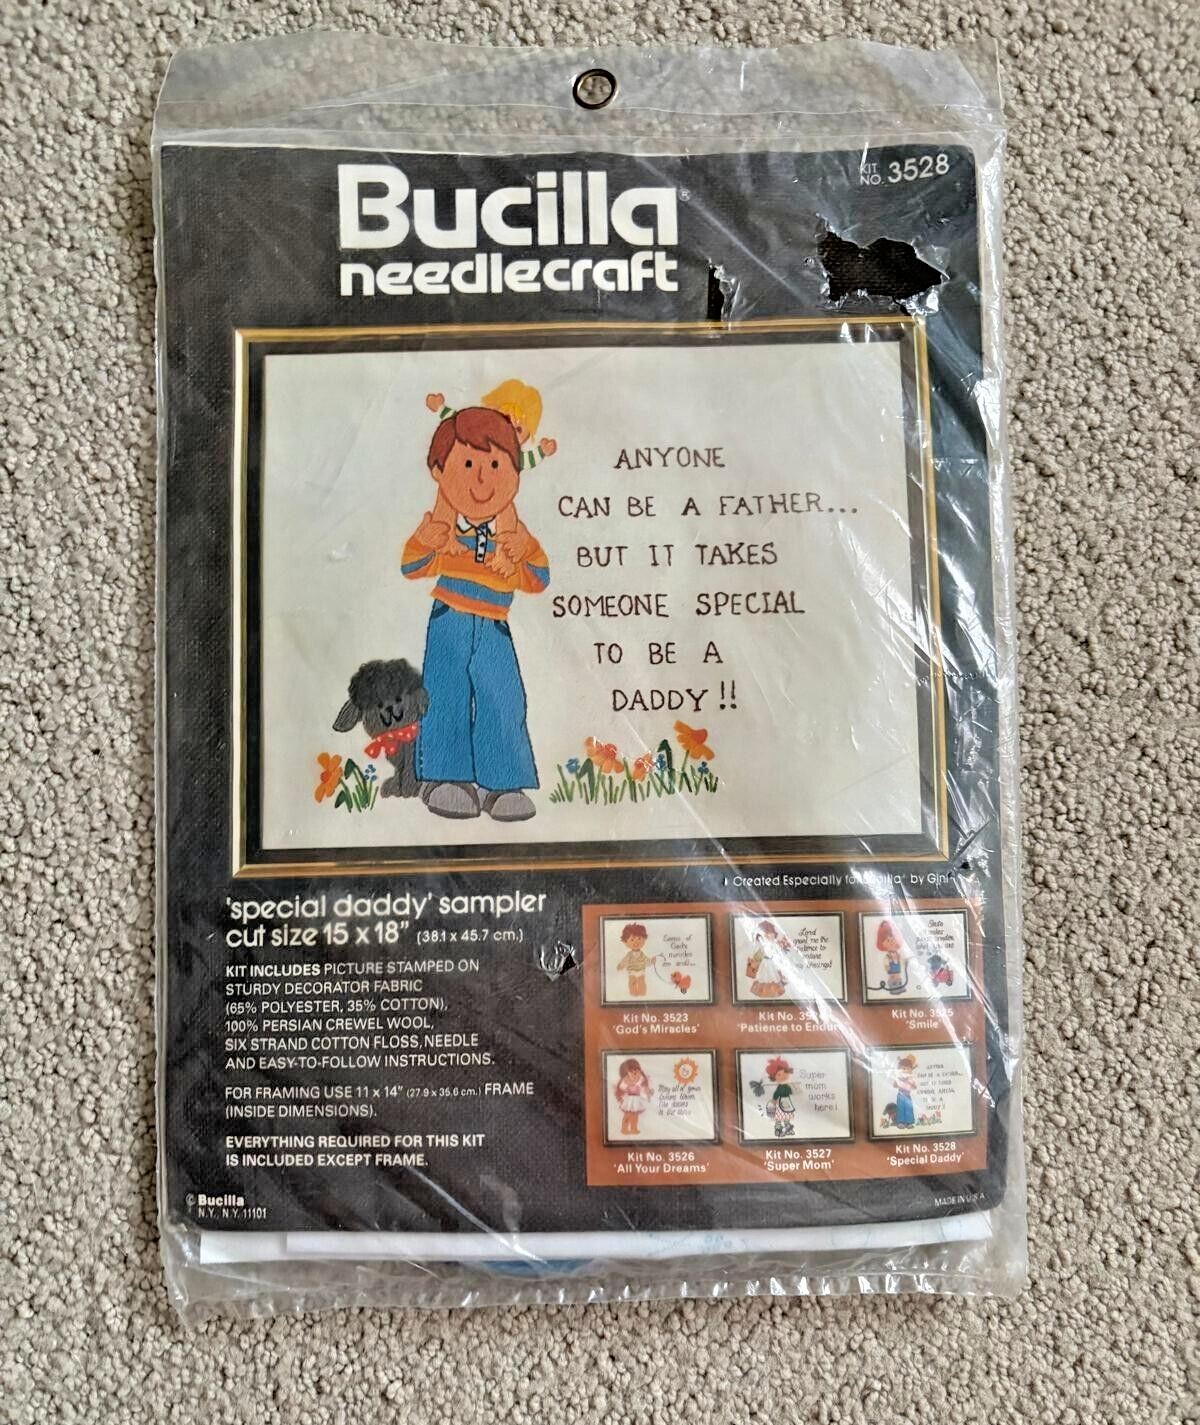 Bucilla®
needlecraft
KIT
NO. 3528
ANYONE
CAN BE A FATHER...
BUT IT TAKES
SOMEONE SPECIAL
TO BE A
DADDY !!
Created Especially for Bucilla® by
'special daddy' sampler
cut size 15 x 18" (38.1 x 45.7 cm.)
KIT INCLUDES PICTURE STAMPED ON
STURDY DECORATOR FABRIC
(65% POLYESTER, 35% COTTON),
100% PERSIAN CREWEL WOOL,
SIX STRAND COTTON FLOSS, NEEDLE
AND EASY-TO-FOLLOW INSTRUCTIONS.
FOR FRAMING USE 11 x 14" (27.9 x 35.6 cm.) FRAME
(INSIDE DIMENSIONS).
EVERYTHING REQUIRED FOR THIS KIT
IS INCLUDED EXCEPT FRAME.
© Bucilla
N.Y., N.Y. 11101
Kit No. 3523
'God's Miracles'
Kit No.
'Patience to Endure
Kit No. 3525
'Smile'
Super
mom
works
here!
Kit No. 3526
'All Your Dreams'
Kit No. 3527
'Super Mom'
Kit No. 3528
'Special Daddy'
MADE IN U.S.A.